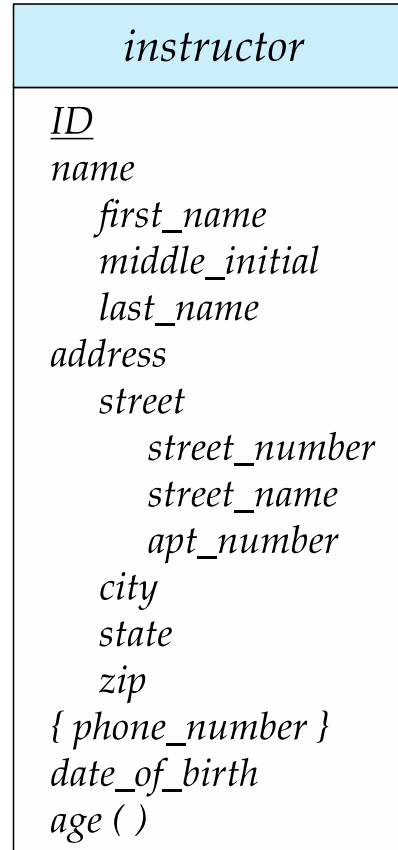 instructor
ID
name
first_name
middle_initial
last_name
address
street
street_number
street_name
apt_number
city
state
zip
{ phone_number }
date_of_birth
age ( )